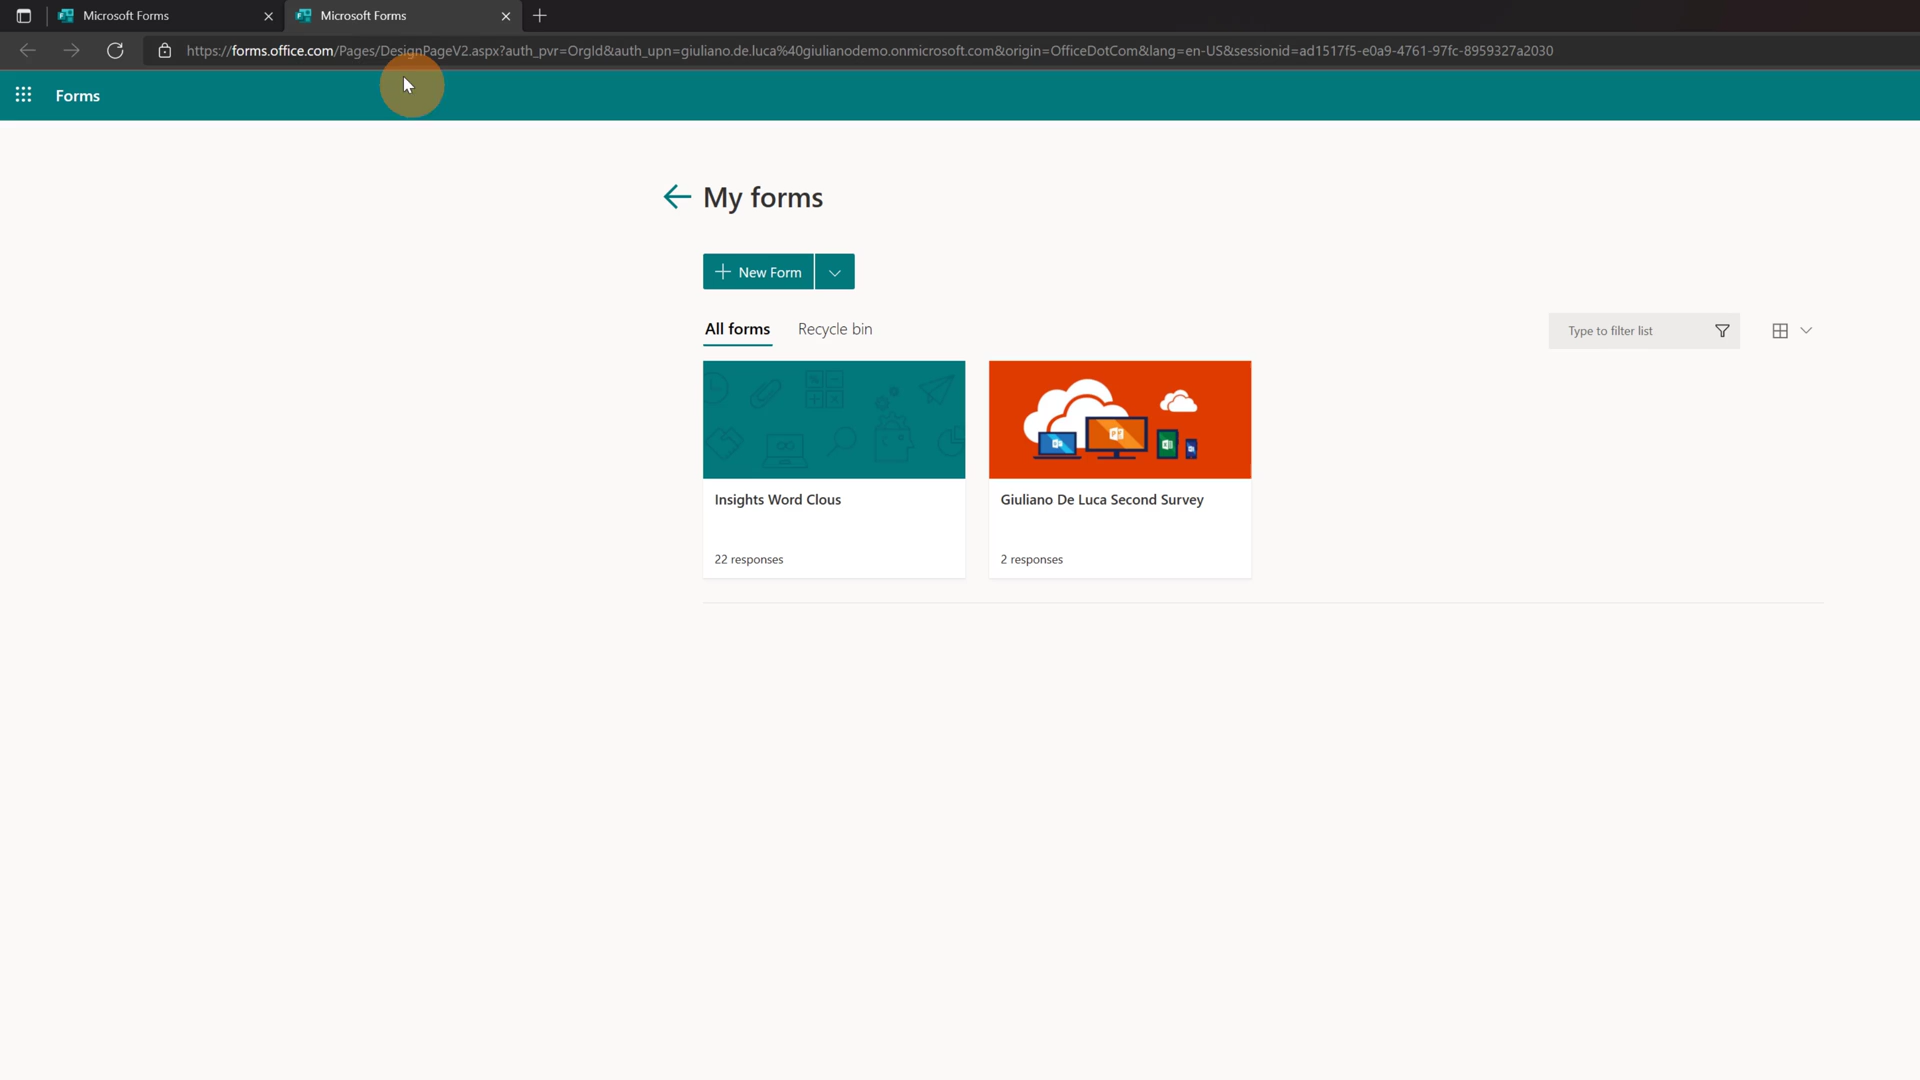 Microsoft Forms
Microsoft Forms
https://forms.office.com/Pages/DesignPageV2.aspx?auth_pvr=OrgId&auth_upn=giuliano.de.luca%40giulianodemo.onmicrosoft.com&origin=OfficeDotCom&lang=en-US&sessionid=ad1517f5-e0a9-4761-97fc-8959327a2030
Forms
My forms
New Form
All forms
Recycle bin
Type to filter list
Insights Word Clous
22 responses
Giuliano De Luca Second Survey
2 responses